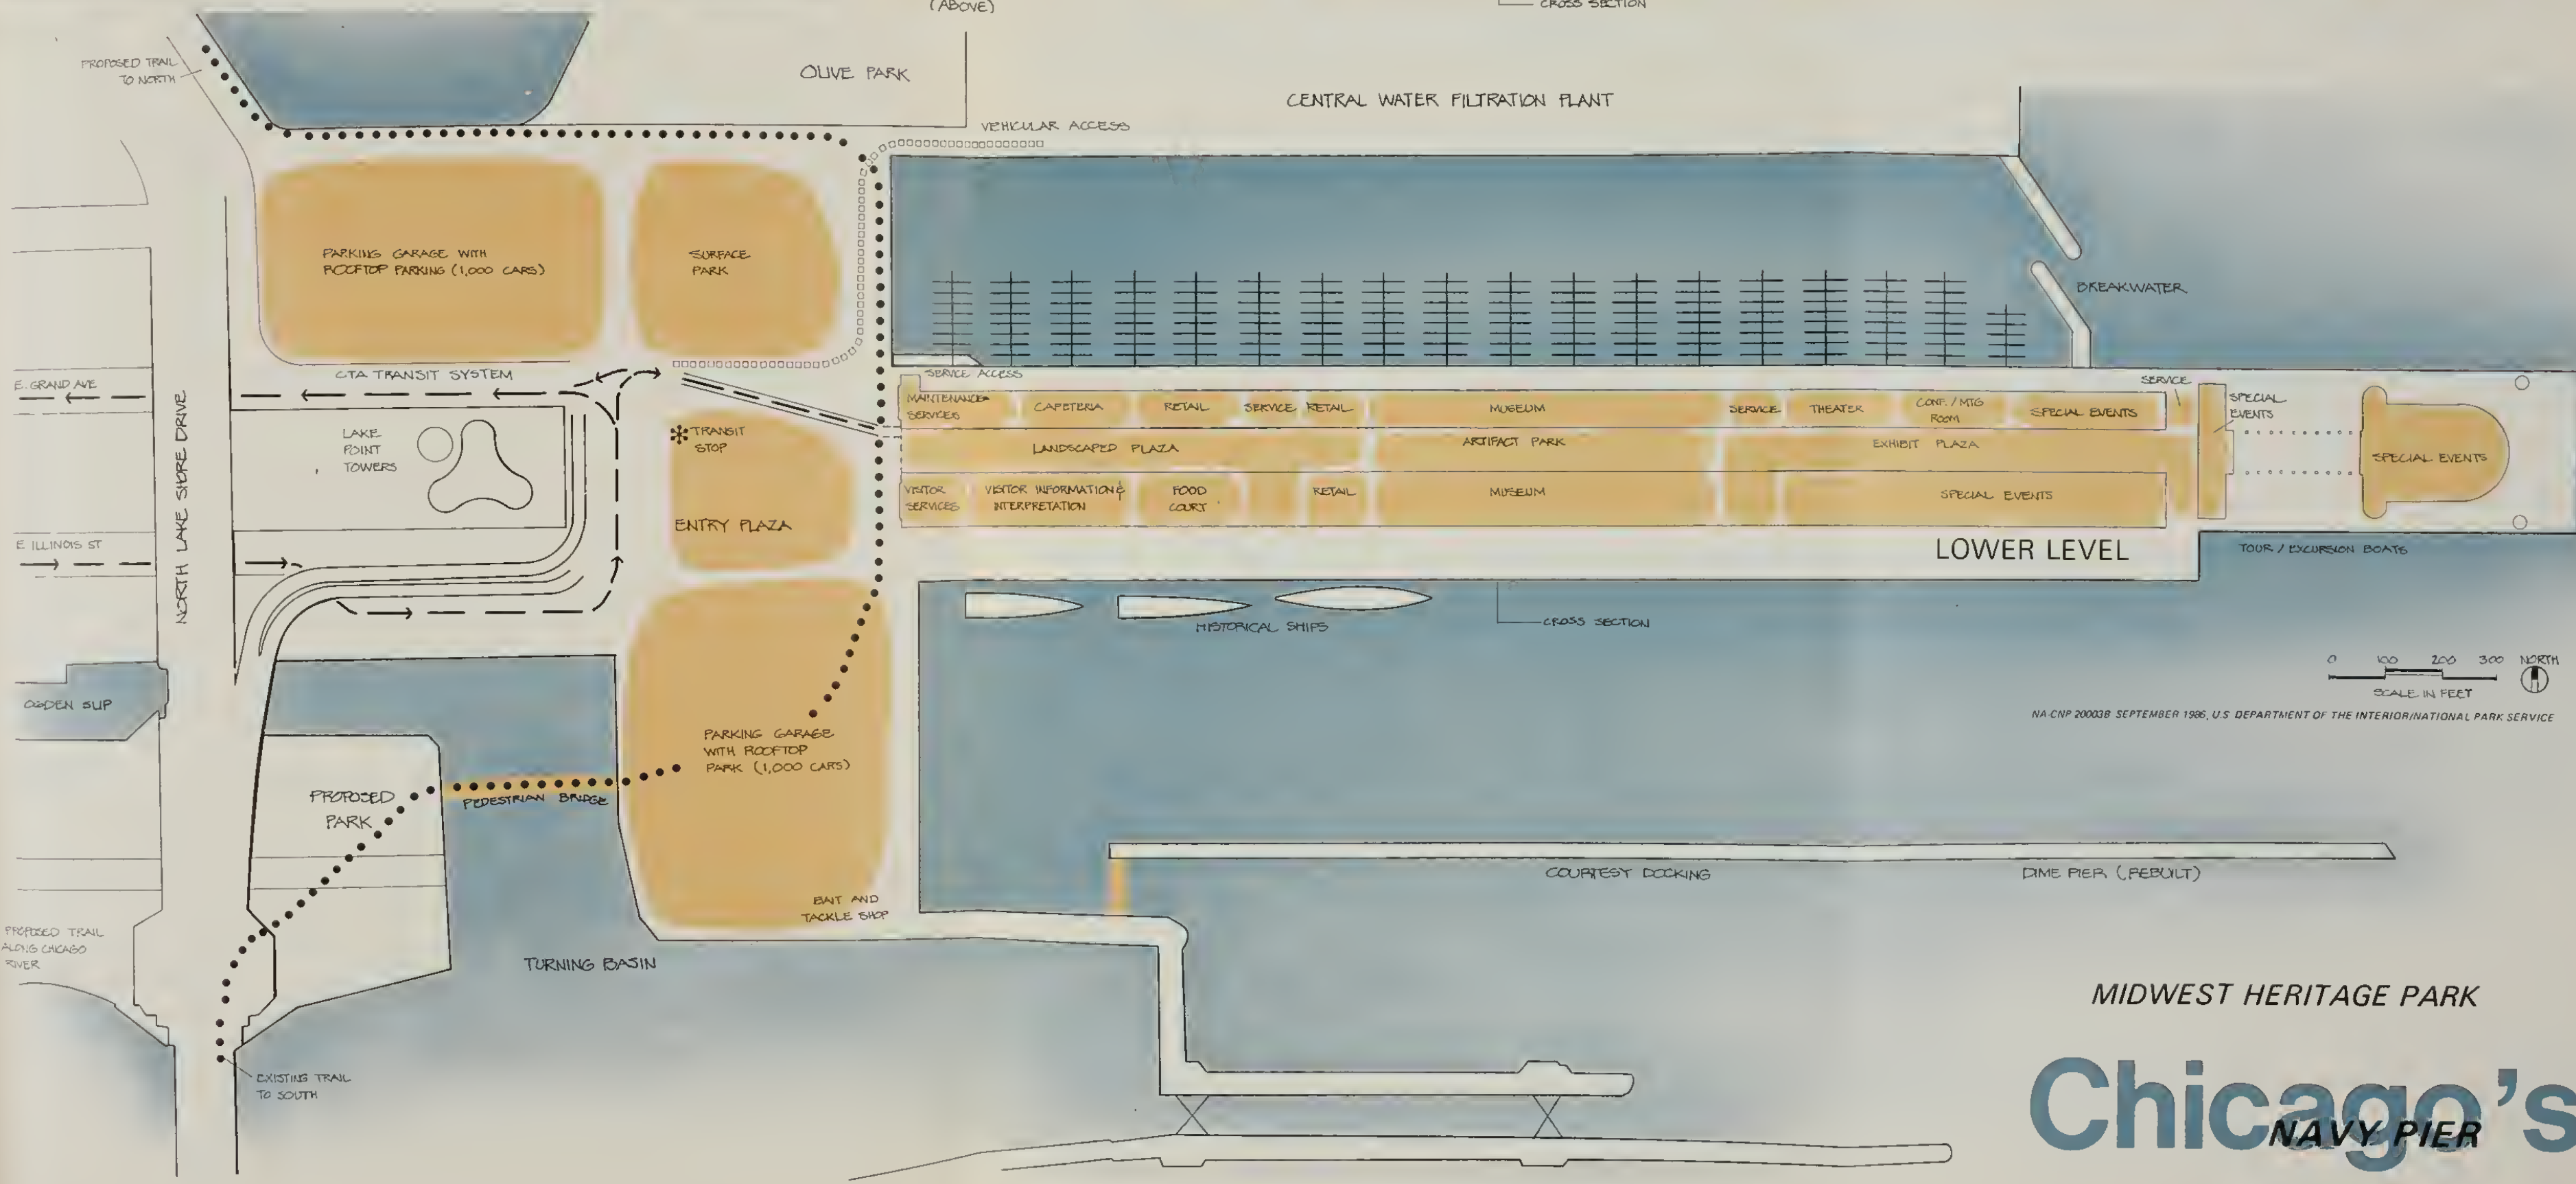 (ABOVE)
CROSS SECTION
PROPOSED TRAIL
TO NORTH
OLIVE PARK
CENTRAL WATER FILTRATION PLANT
VEHICULAR ACCESS
PARKING GARAGE WITH
ROOFTOP PARKING (1,000 CARS)
SURFACE
PARK
BREAKWATER
E. GRAND AVE
CTA TRANSIT SYSTEM
SERVICE ACCESS
SERVICE
MAINTENANCE
SERVICES
CAFETERIA
RETAIL
SERVICE
RETAIL
MUSEUM
SERVICE
THEATER
CONF. / MTG
ROOM
SPECIAL EVENTS
SPECIAL
EVENTS
NORTH LAKE SHORE DRIVE
LAKE
POINT
TOWERS
TRANSIT
STOP
LANDSCAPED PLAZA
ARTIFACT PARK
EXHIBIT PLAZA
SPECIAL EVENTS
VISITOR
SERVICES
VISITOR INFORMATION &
INTERPRETATION
FOOD
COURT
RETAIL
MUSEUM
SPECIAL EVENTS
ENTRY PLAZA
E ILLINOIS ST
LOWER LEVEL
TOUR / EXCURSION BOATS
HISTORICAL SHIPS
CROSS SECTION
0 100 200 300 NORTH
SCALE IN FEET
NA-CNP 20003B SEPTEMBER 1986, U.S DEPARTMENT OF THE INTERIOR/NATIONAL PARK SERVICE
OGDEN SLIP
PARKING GARAGE
WITH ROOFTOP
PARK (1,000 CARS)
PROPOSED
PARK
PEDESTRIAN BRIDGE
COURTESY DOCKING
DIME PIER (REBUILT)
BAIT AND
TACKLE SHOP
PROPOSED TRAIL
ALONG CHICAGO
RIVER
TURNING BASIN
MIDWEST HERITAGE PARK
EXISTING TRAIL
TO SOUTH
Chicago's
NAVY PIER